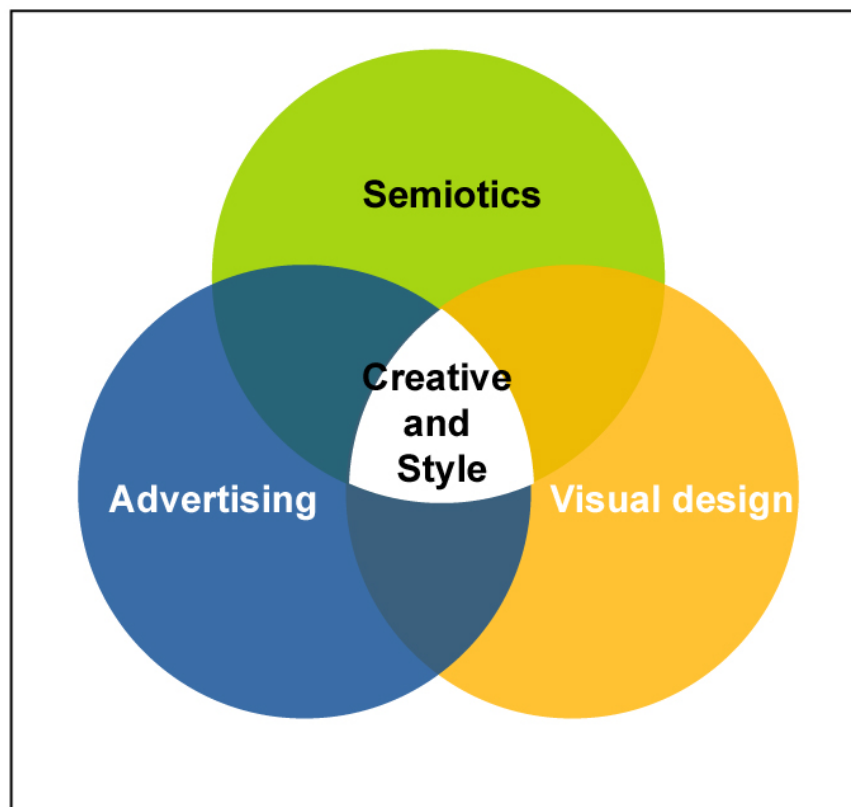 Semiotics
Creative
and
Style
Advertising
Visual design